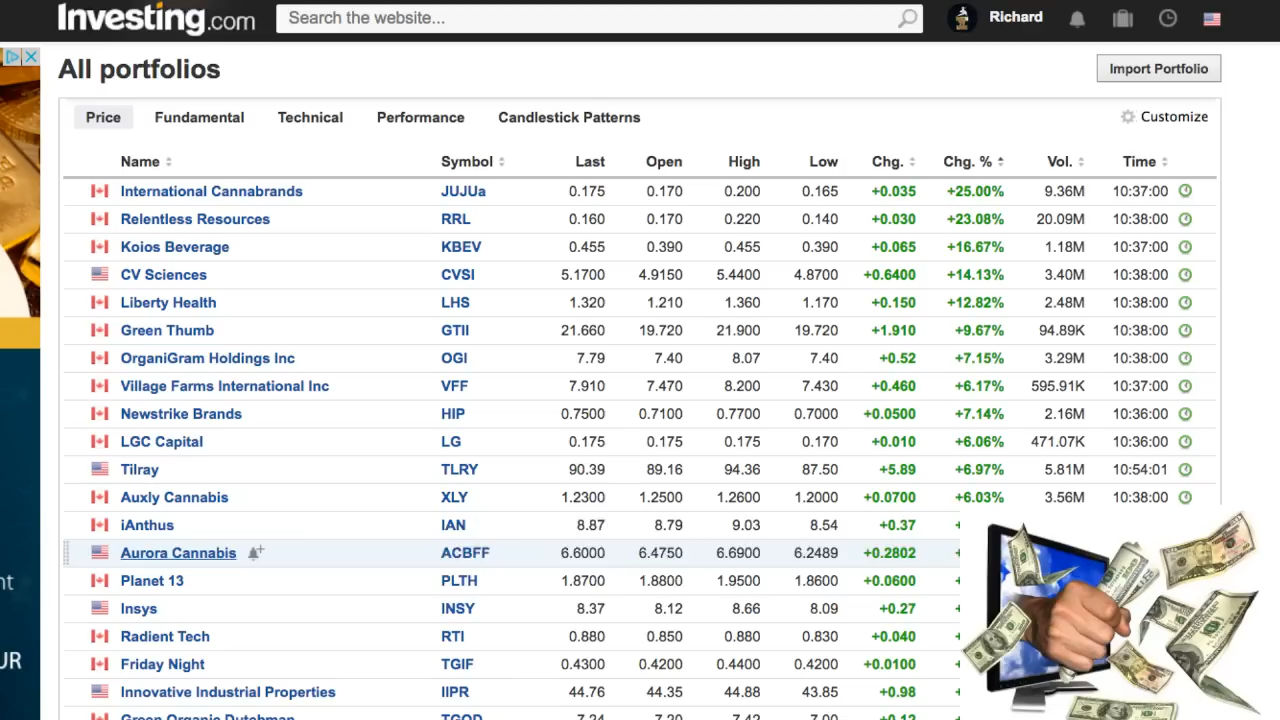 Investing.com Search the website... Richard
All portfolios Import Portfolio
Price Fundamental Technical Performance Candlestick Patterns Customize
Name Symbol Last Open High Low Chg. Chg. % Vol. Time
International Cannabrands JUJUa 0.175 0.170 0.200 0.165 +0.035 +25.00% 9.36M 10:37:00
Relentless Resources RRL 0.160 0.170 0.220 0.140 +0.030 +23.08% 20.09M 10:38:00
Koios Beverage KBEV 0.455 0.390 0.455 0.390 +0.065 +16.67% 1.18M 10:37:00
CV Sciences CVSI 5.1700 4.9150 5.4400 4.8700 +0.6400 +14.13% 3.40M 10:38:00
Liberty Health LHS 1.320 1.210 1.360 1.170 +0.150 +12.82% 2.48M 10:38:00
Green Thumb GTII 21.660 19.720 21.900 19.720 +1.910 +9.67% 94.89K 10:38:00
OrganiGram Holdings Inc OGI 7.79 7.40 8.07 7.40 +0.52 +7.15% 3.29M 10:38:00
Village Farms International Inc VFF 7.910 7.470 8.200 7.430 +0.460 +6.17% 595.91K 10:37:00
Newstrike Brands HIP 0.7500 0.7100 0.7700 0.7000 +0.0500 +7.14% 2.16M 10:36:00
LGC Capital LG 0.175 0.175 0.175 0.170 +0.010 +6.06% 471.07K 10:36:00
Tilray TLRY 90.39 89.16 94.36 87.50 +5.89 +6.97% 5.81M 10:54:01
Auxly Cannabis XLY 1.2300 1.2500 1.2600 1.2000 +0.0700 +6.03% 3.56M 10:38:00
iAnthus IAN 8.87 8.79 9.03 8.54 +0.37
Aurora Cannabis ACBFF 6.6000 6.4750 6.6900 6.2489 +0.2802
nt
Planet 13 PLTH 1.8700 1.8800 1.9500 1.8600 +0.0600
Insys INSY 8.37 8.12 8.66 8.09 +0.27
Radient Tech RTI 0.880 0.850 0.880 0.830 +0.040
UR
Friday Night TGIF 0.4300 0.4200 0.4400 0.4200 +0.0100
Innovative Industrial Properties IIPR 44.76 44.35 44.88 43.85 +0.98
Green Organic Dutchman TGOD 7.24 7.20 7.42 7.00 +0.12